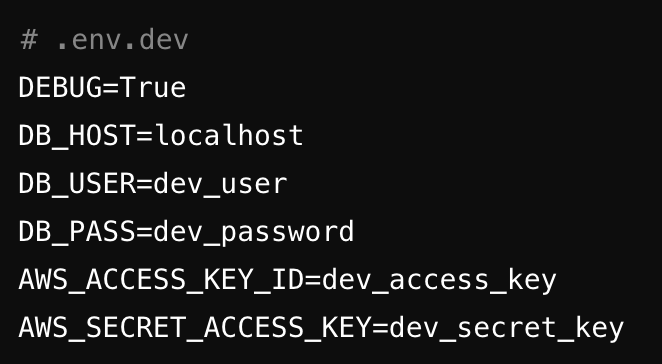 # .env.dev
DEBUG=True
DB_HOST=localhost
DB_USER=dev_user
DB_PASS=dev_password
AWS_ACCESS_KEY_ID=dev_access_key
AWS_SECRET_ACCESS_KEY=dev_secret_key